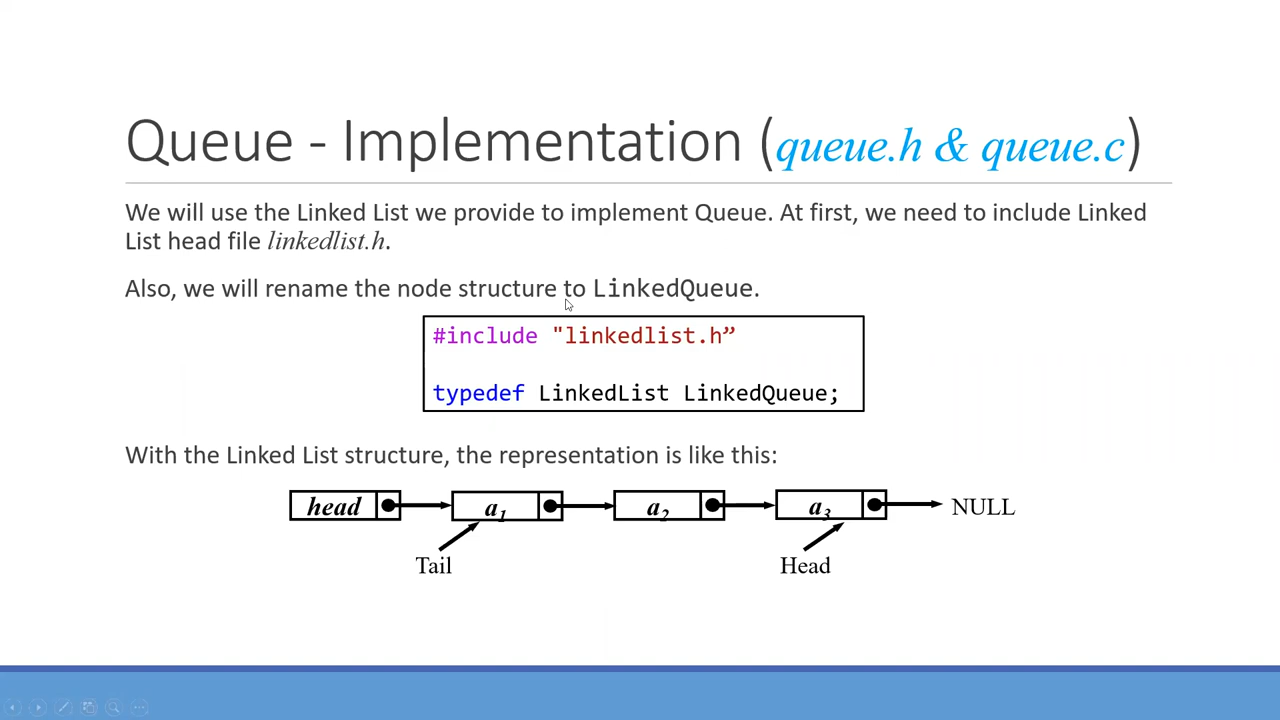 Queue - Implementation (queue.h & queue.c)
We will use the Linked List we provide to implement Queue. At first, we need to include Linked
List head file linkedlist.h.
Also, we will rename the node structure to LinkedQueue.
#include "linkedlist.h”
typedef LinkedList LinkedQueue;
With the Linked List structure, the representation is like this:
head a1 a2 a3 NULL
Tail Head